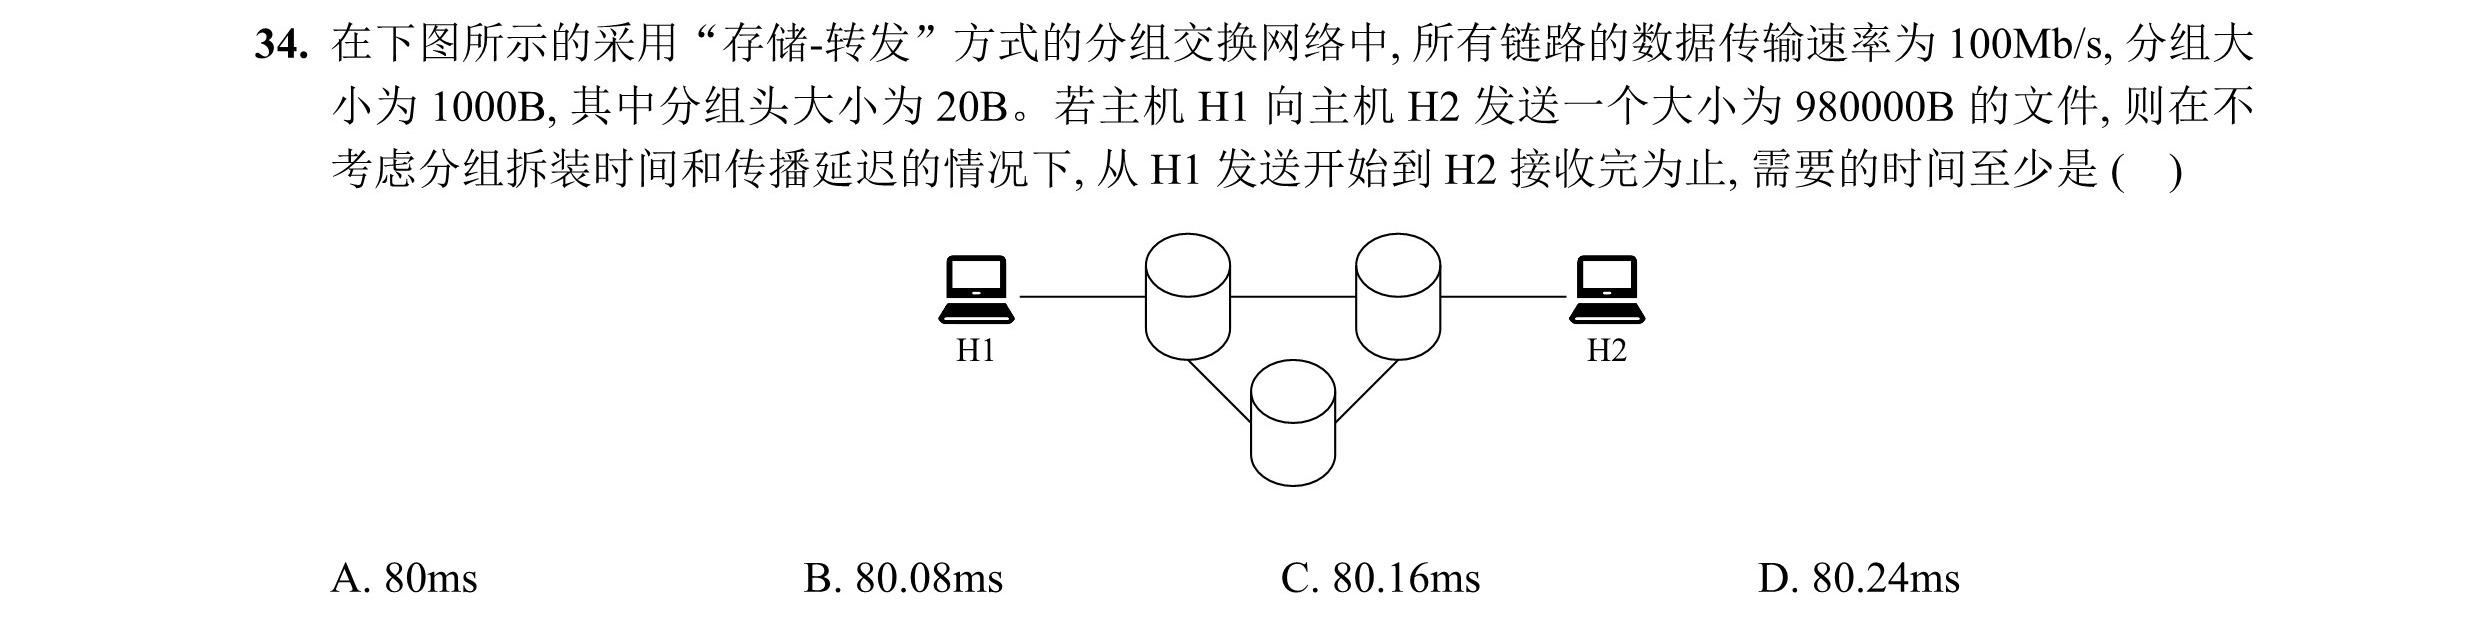 34. 在下图所示的采用“存储-转发”方式的分组交换网络中, 所有链路的数据传输速率为 100Mb/s, 分组大
小为 1000B, 其中分组头大小为 20B。若主机 H1 向主机 H2 发送一个大小为 980000B 的文件, 则在不
考虑分组拆装时间和传播延迟的情况下, 从 H1 发送开始到 H2 接收完为止, 需要的时间至少是 ( )
H1
H2
A. 80ms B. 80.08ms C. 80.16ms D. 80.24ms